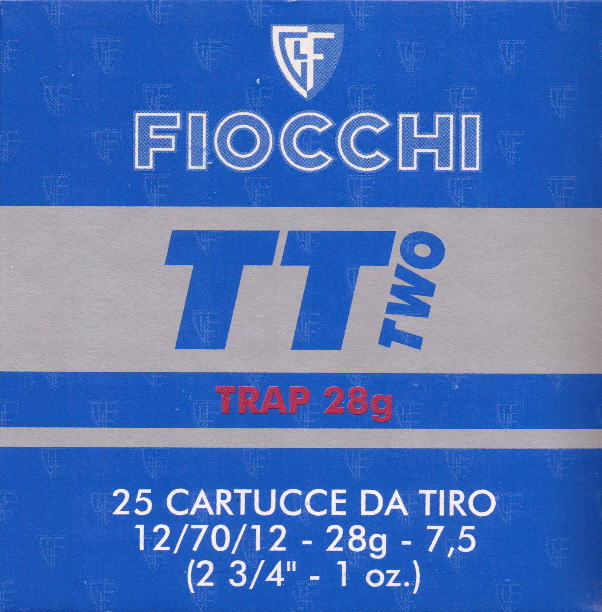 FIOCCHI
TT TWO
TRAP 28g
25 CARTUCCE DA TIRO
12/70/12 - 28g - 7,5
(2 3/4" - 1 oz.)